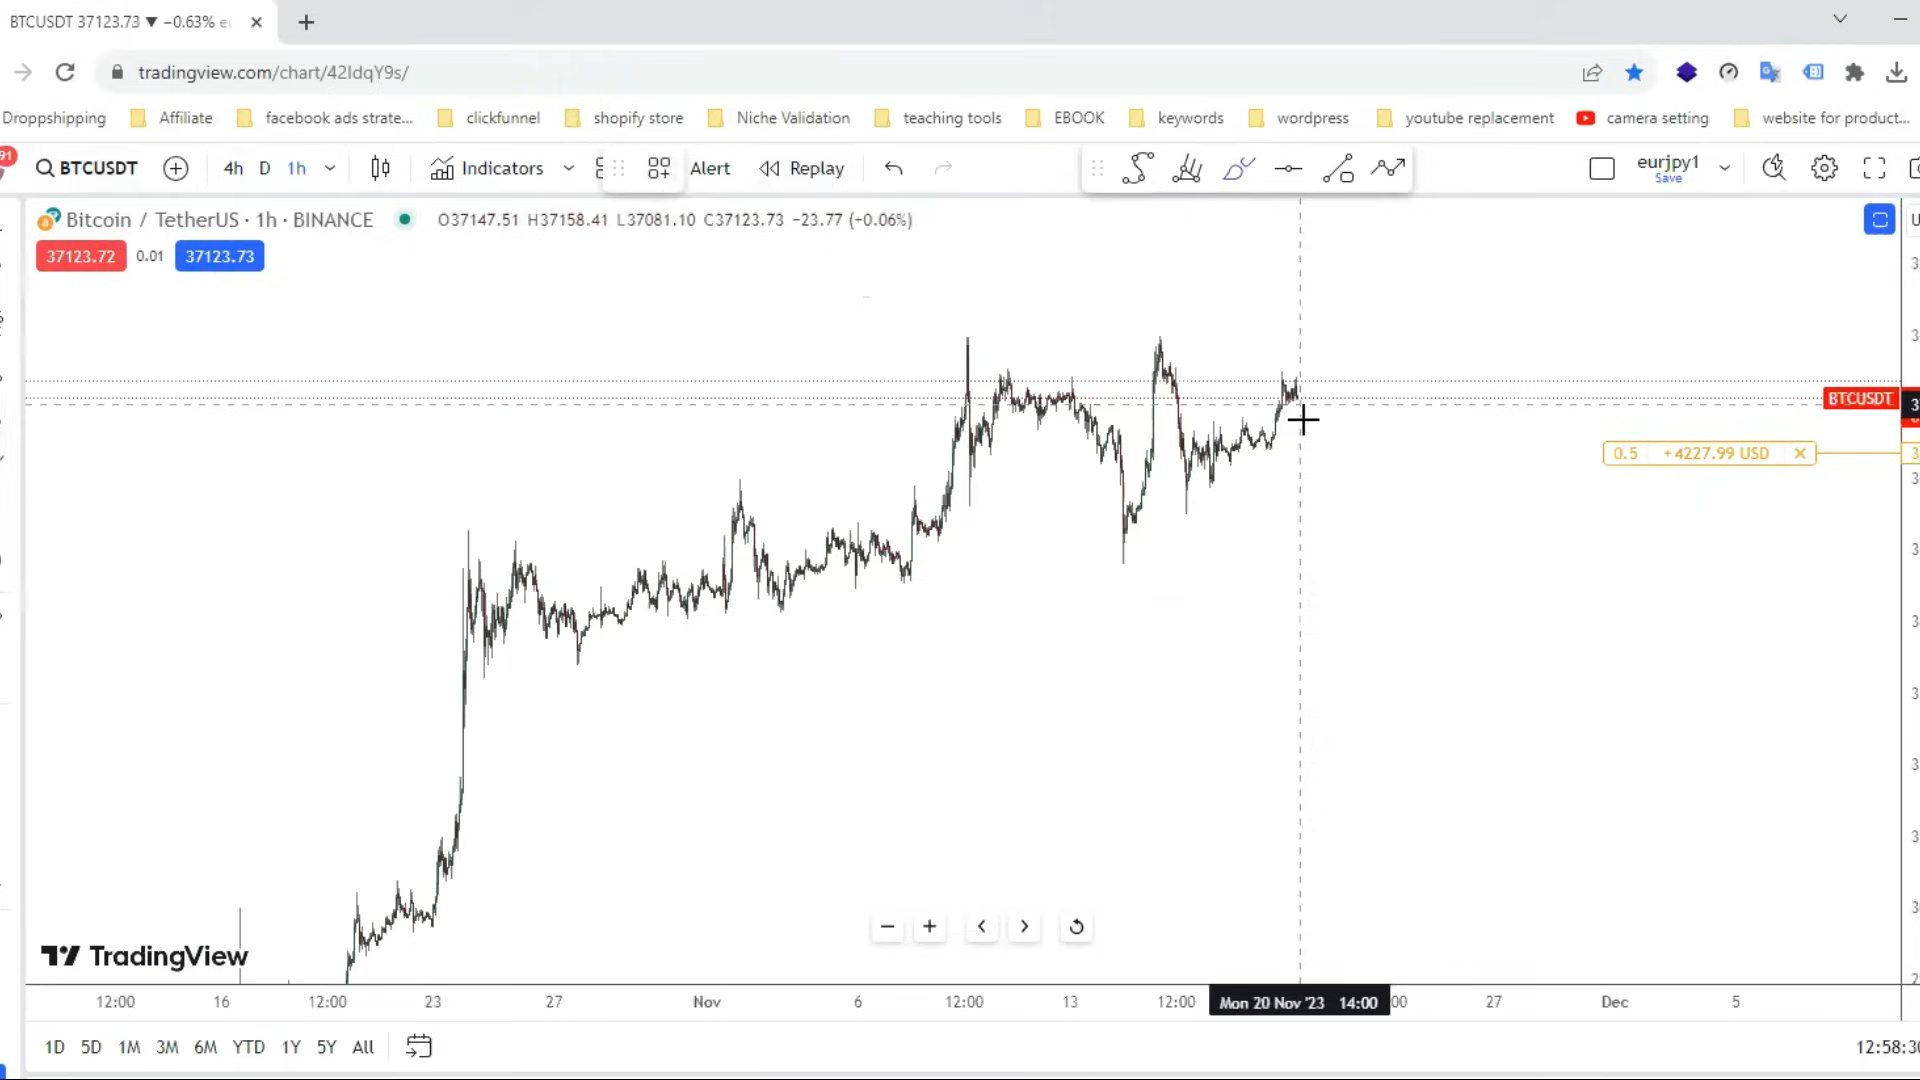 BTCUSDT 37123.73 ▼ −0.63%
tradingview.com/chart/42IdqY9s/
Droppshipping Affiliate facebook ads strate... clickfunnel shopify store Niche Validation teaching tools EBOOK keywords wordpress youtube replacement camera setting website for product...
91 BTCUSDT 4h D 1h Indicators Alert Replay eurjpy1
Save
Bitcoin / TetherUS · 1h · BINANCE O37147.51 H37158.41 L37081.10 C37123.73 −23.77 (+0.06%)
37123.72 0.01 37123.73
BTCUSDT
0.5 +4227.99 USD ×
TradingView
12:00 16 12:00 23 27 Nov 6 12:00 13 12:00 Mon 20 Nov '23 14:00 :00 27 Dec 5
1D 5D 1M 3M 6M YTD 1Y 5Y All